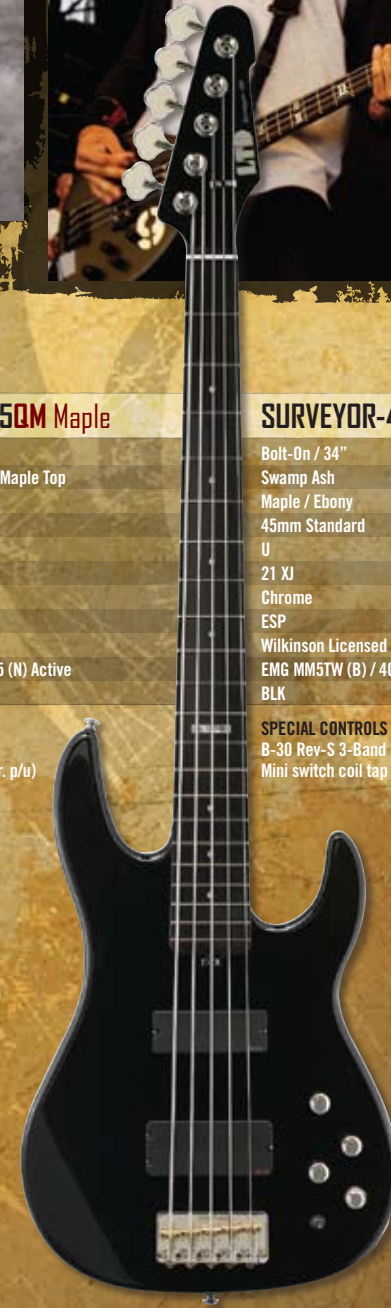 LTD
5QM Maple
Maple Top
5 (N) Active
r. p/u)
SURVEYOR-4
Bolt-On / 34”
Swamp Ash
Maple / Ebony
45mm Standard
U
21 XJ
Chrome
ESP
Wilkinson Licensed
EMG MM5TW (B) / 40
BLK
SPECIAL CONTROLS
B-30 Rev-S 3-Band
Mini switch coil tap